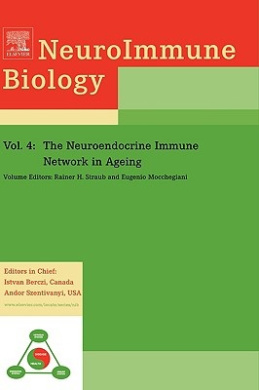 NeuroImmune
Biology
Vol. 4: The Neuroendocrine Immune
Network in Ageing
Volume Editors: Rainer H. Straub and Eugenio Mocchegiani
Editors in Chief:
Istvan Berczi, Canada
Andor Szentivanyi, USA